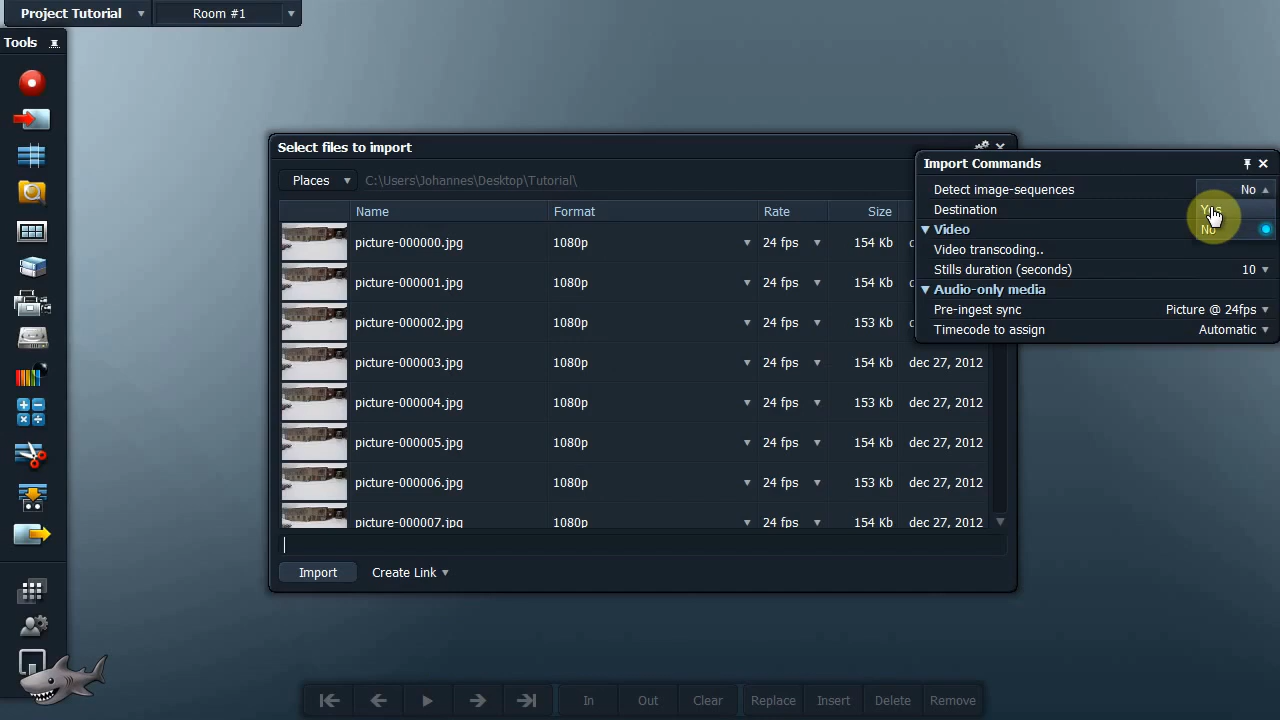 Project Tutorial
Room #1
Tools
Select files to import
Places
C:\Users\Johannes\Desktop\Tutorial\
Name Format Rate Size
picture-000000.jpg 1080p 24 fps 154 Kb
picture-000001.jpg 1080p 24 fps 154 Kb
picture-000002.jpg 1080p 24 fps 153 Kb
picture-000003.jpg 1080p 24 fps 154 Kb dec 27, 2012
picture-000004.jpg 1080p 24 fps 153 Kb dec 27, 2012
picture-000005.jpg 1080p 24 fps 154 Kb dec 27, 2012
picture-000006.jpg 1080p 24 fps 153 Kb dec 27, 2012
picture-000007.jpg 1080p 24 fps 154 Kb dec 27, 2012
Import Create Link
Import Commands
Detect image-sequences No
Destination Yes
Video No
Video transcoding..
Stills duration (seconds) 10
Audio-only media
Pre-ingest sync Picture @ 24fps
Timecode to assign Automatic
In Out Clear Replace Insert Delete Remove